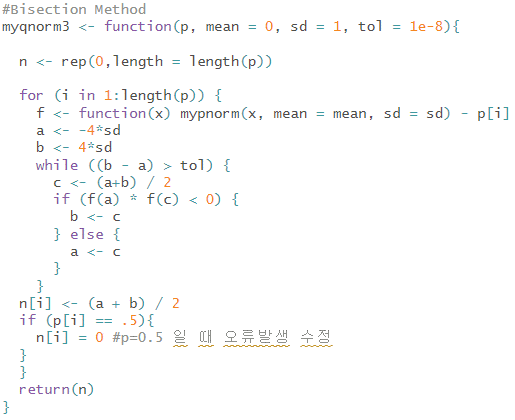 #Bisection Method
myqnorm3 <- function(p, mean = 0, sd = 1, tol = 1e-8){
n <- rep(0,length = length(p))
for (i in 1:length(p)) {
f <- function(x) mypnorm(x, mean = mean, sd = sd) - p[i]
a <- -4*sd
b <- 4*sd
while ((b - a) > tol) {
c <- (a+b) / 2
if (f(a) * f(c) < 0) {
b <- c
} else {
a <- c
}
}
n[i] <- (a + b) / 2
if (p[i] == .5){
n[i] = 0 #p=0.5 일 때 오류발생 수정
}
}
return(n)
}